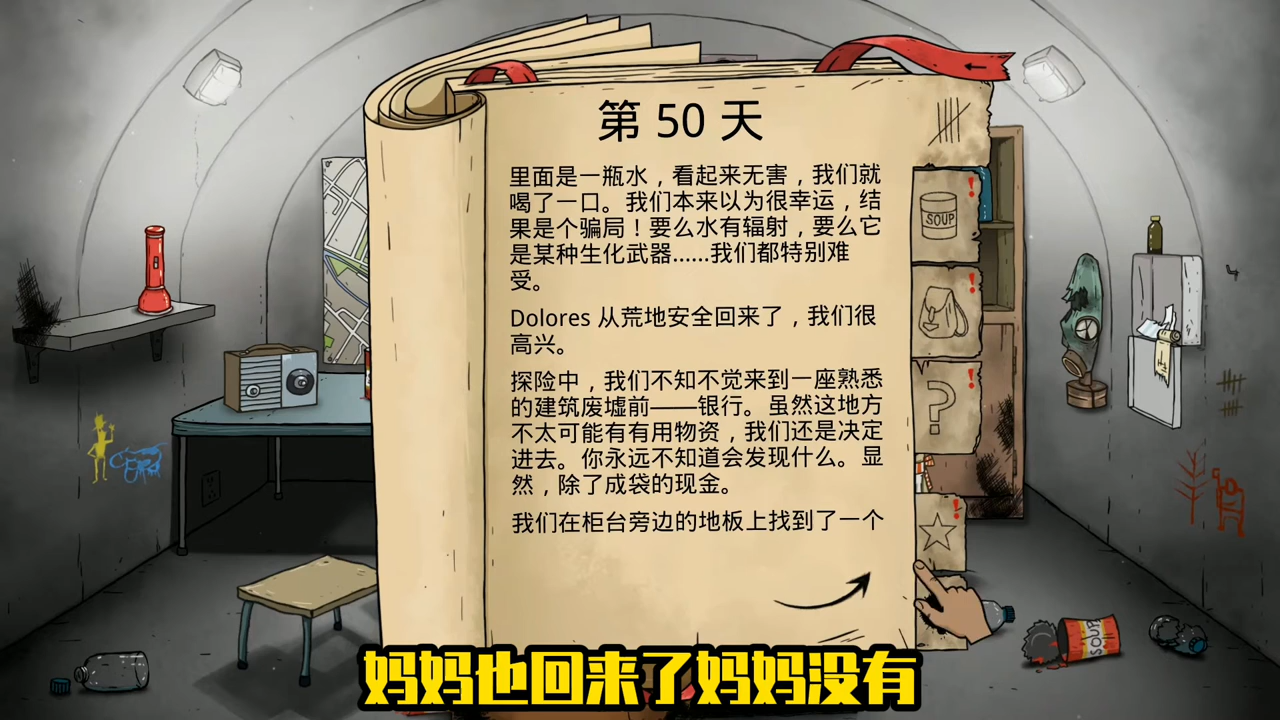 第 50 天
里面是一瓶水，看起来无害，我们就
喝了一口。我们本来以为很幸运，结
果是个骗局！要么水有辐射，要么它
是某种生化武器......我们都特别难
受。
Dolores 从荒地安全回来了，我们很
高兴。
探险中，我们不知不觉来到一座熟悉
的建筑废墟前——银行。虽然这地方
不太可能有有用物资，我们还是决定
进去。你永远不知道会发现什么。显
然，除了成袋的现金。
我们在柜台旁边的地板上找到了一个
SOUP
!
!
?
!
!
SOUP
妈妈也回来了妈妈没有